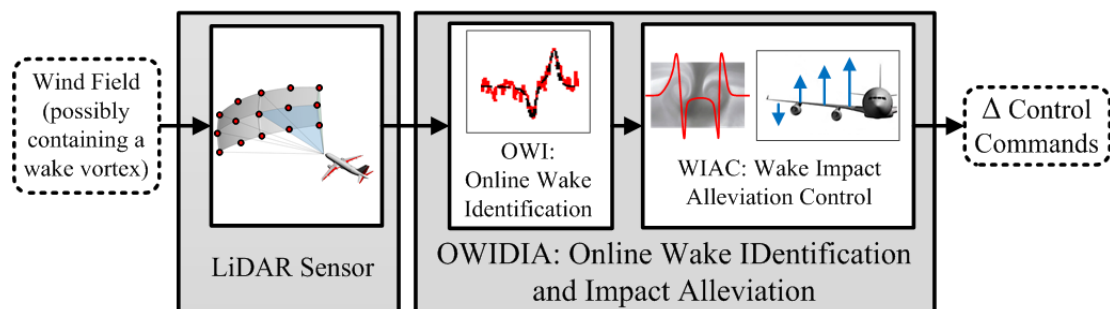 Wind Field
(possibly
containing a
wake vortex)
LiDAR Sensor
OWI:
Online Wake
Identification
WIAC: Wake Impact
Alleviation Control
OWIDIA: Online Wake IDentification
and Impact Alleviation
Δ Control
Commands